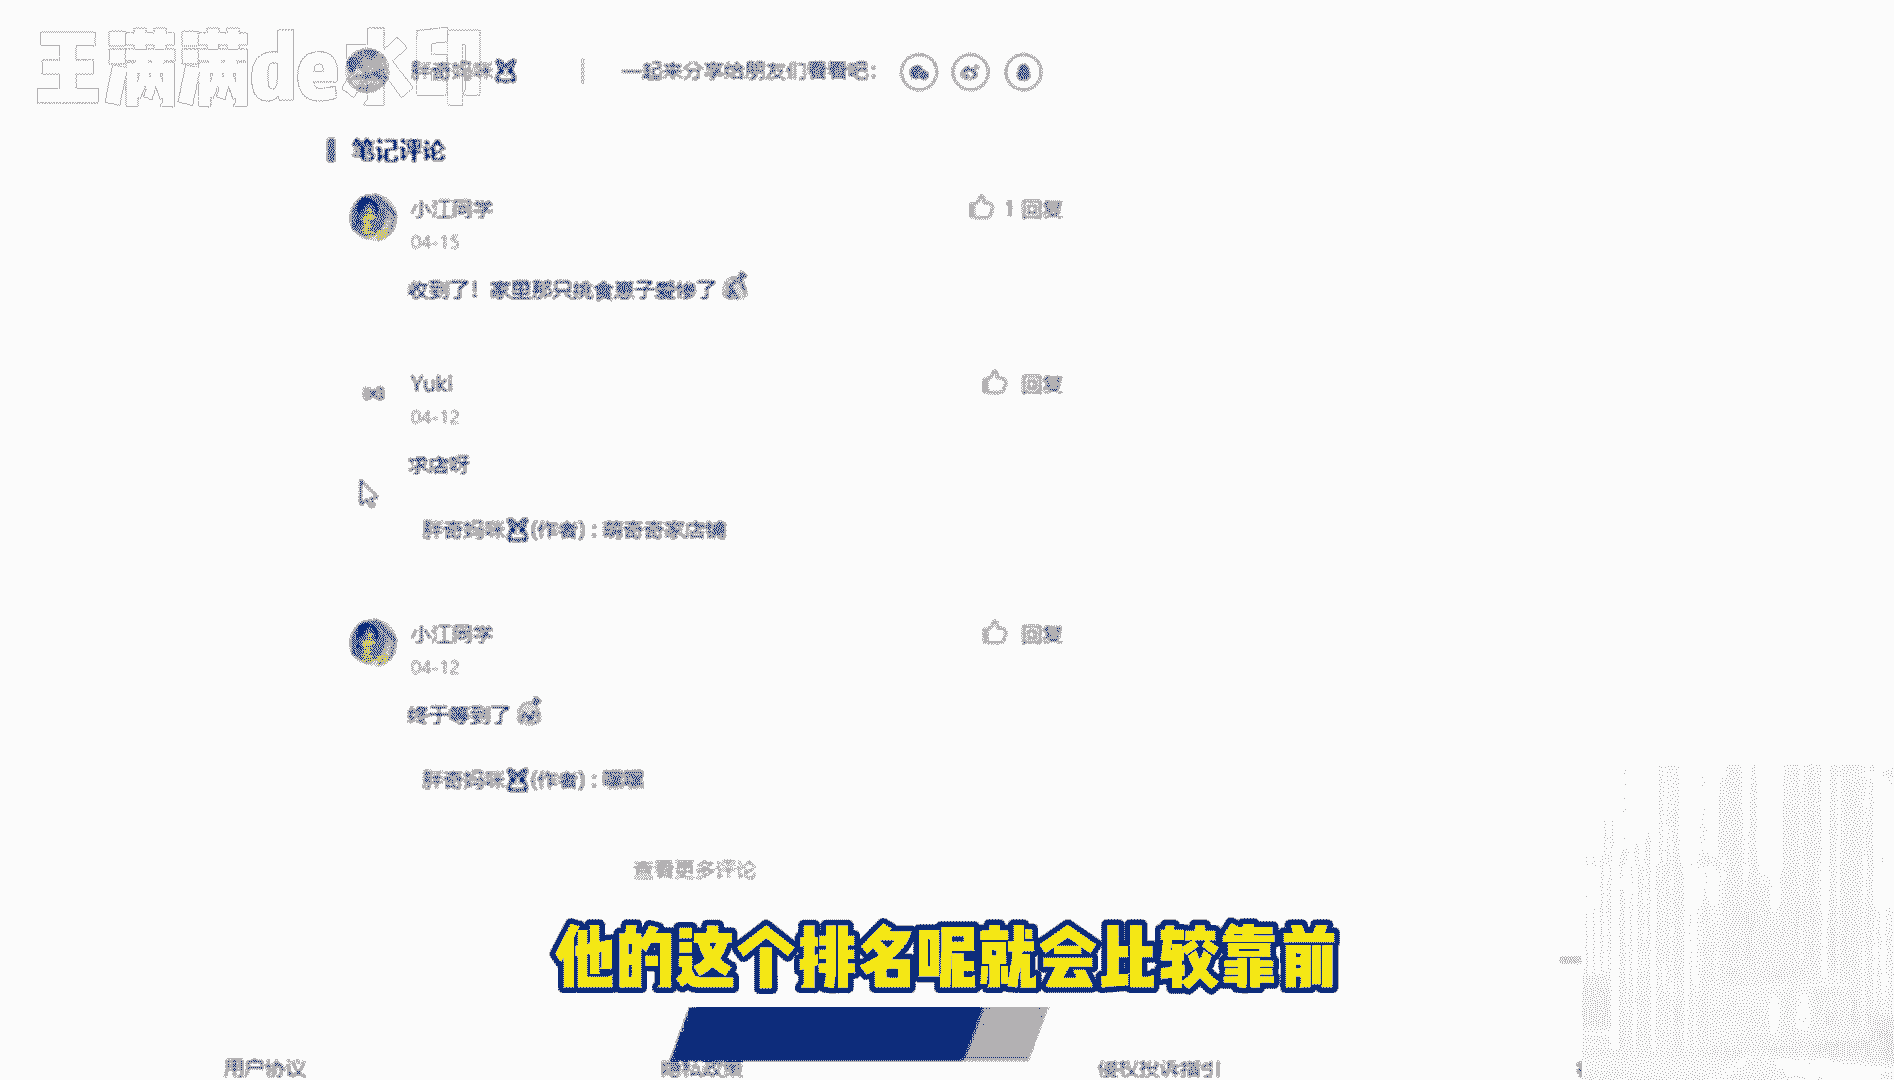 王满满de水印
胖奇妈咪
一起来分享给朋友们看看吧：
笔记评论
小江同学
1 回复
04-15
收到了！家里那只挑食崽子爱惨了
Yuki
回复
04-12
求店呀
胖奇妈咪(作者)：萌奇奇家店铺
小江同学
回复
04-12
终于等到了
胖奇妈咪(作者)：嘿嘿
查看更多评论
他的这个排名呢就会比较靠前
用户协议
隐私政策
侵权投诉指引